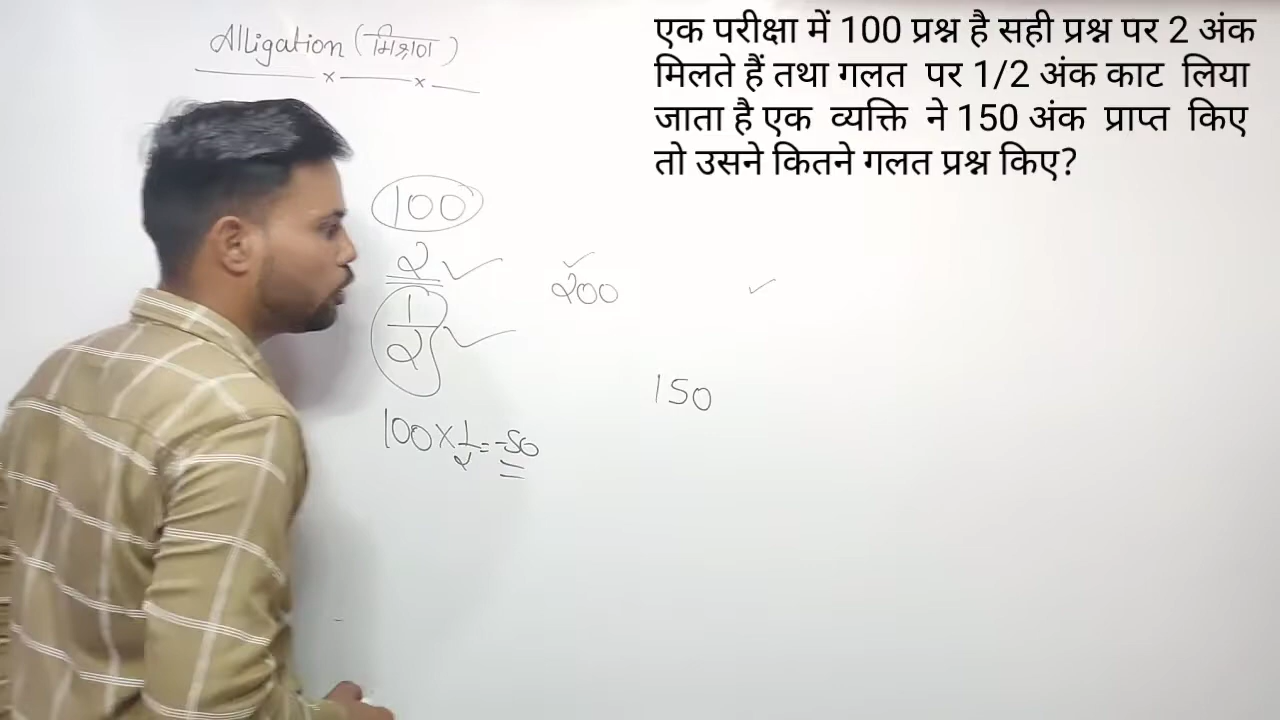 Alligation (मिश्रण)
एक परीक्षा में 100 प्रश्न है सही प्रश्न पर 2 अंक
मिलते हैं तथा गलत पर 1/2 अंक काट लिया
जाता है एक व्यक्ति ने 150 अंक प्राप्त किए
तो उसने कितने गलत प्रश्न किए?
100
2 ✓
200 ✓
1/2 ✓
150
100 × 1/2 = -50